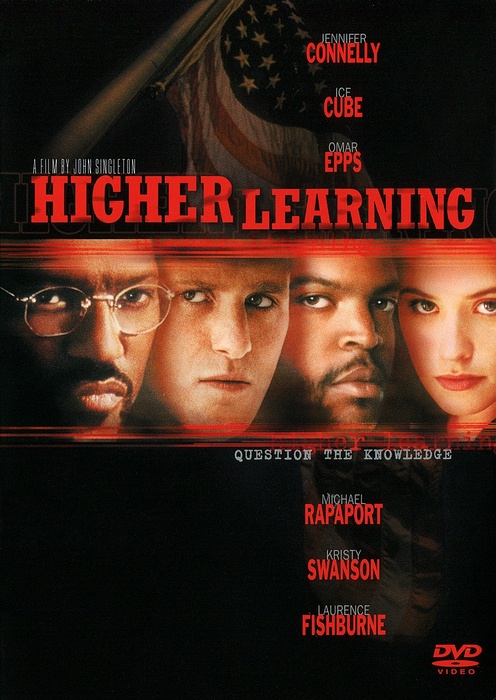 JENNIFER
CONNELLY
ICE
CUBE
OMAR
EPPS
A FILM BY JOHN SINGLETON
HIGHER LEARNING
QUESTION THE KNOWLEDGE
MICHAEL
RAPAPORT
KRISTY
SWANSON
LAURENCE
FISHBURNE
DVD
VIDEO